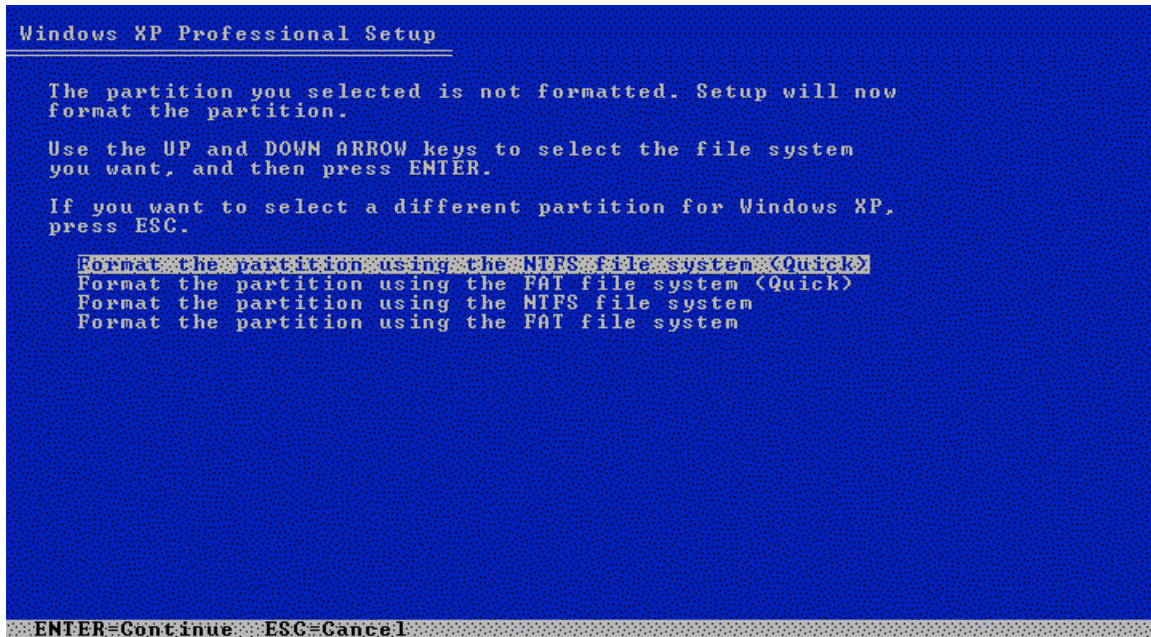 Windows XP Professional Setup
The partition you selected is not formatted. Setup will now
format the partition.
Use the UP and DOWN ARROW keys to select the file system
you want, and then press ENTER.
If you want to select a different partition for Windows XP,
press ESC.
Format the partition using the NTFS file system (Quick)
Format the partition using the FAT file system (Quick)
Format the partition using the NTFS file system
Format the partition using the FAT file system
ENTER=Continue ESC=Cancel